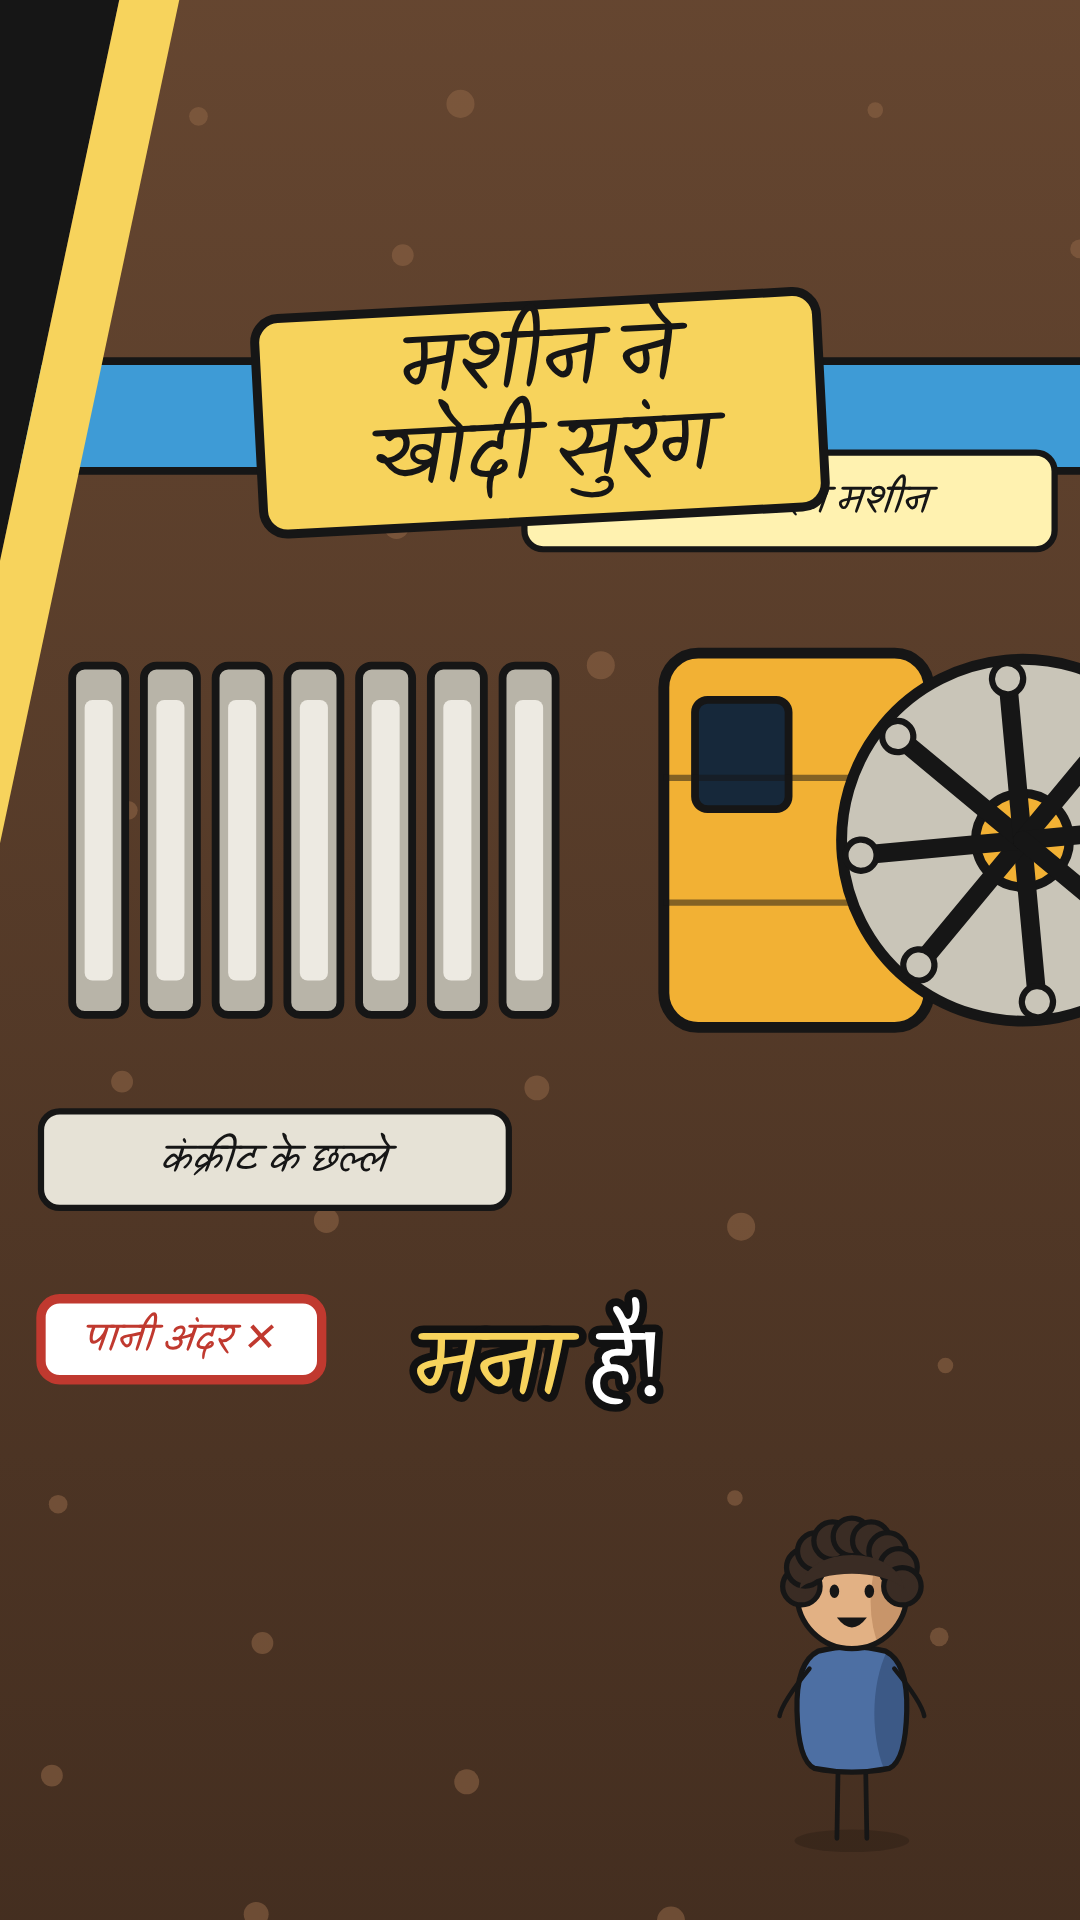 मशीन ने
खोदी सुरंग
मशीन
कंक्रीट के छल्ले
पानी अंदर ×
मना है!